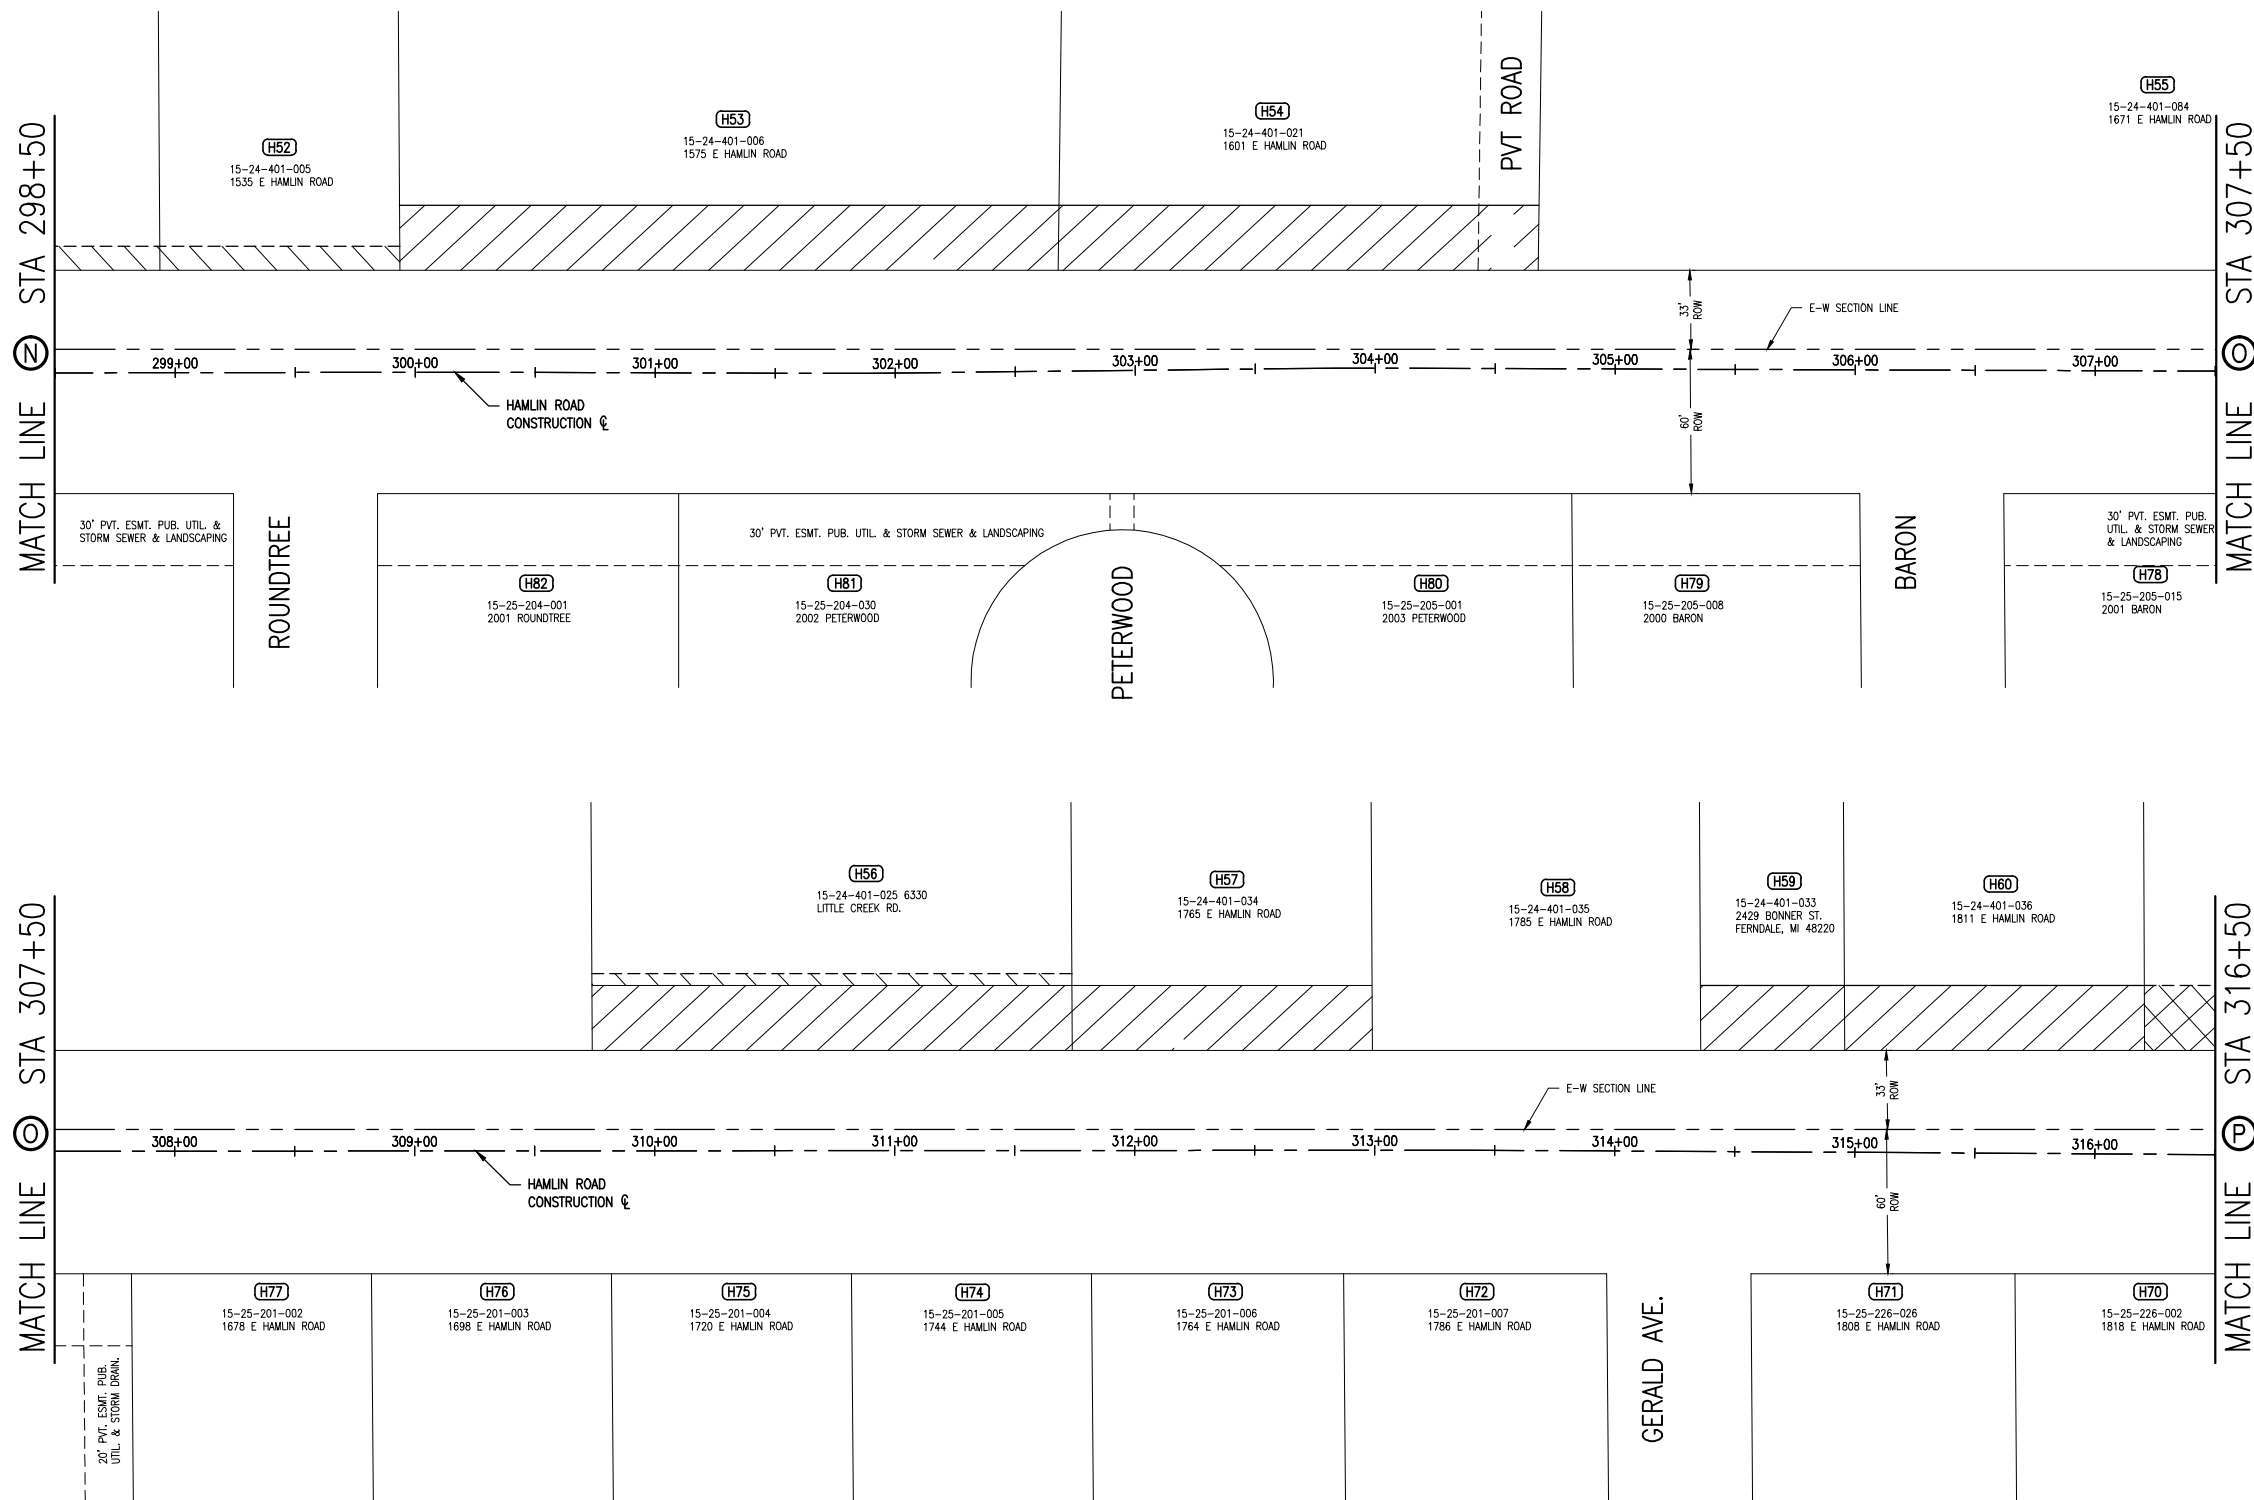 MATCH LINE N STA 298+50
H52
15-24-401-005
1535 E HAMLIN ROAD
H53
15-24-401-006
1575 E HAMLIN ROAD
H54
15-24-401-021
1601 E HAMLIN ROAD
PVT ROAD
H55
15-24-401-084
1671 E HAMLIN ROAD
MATCH LINE O STA 307+50
33'
ROW
E-W SECTION LINE
299+00
300+00
301+00
302+00
303+00
304+00
305+00
306+00
307+00
HAMLIN ROAD
CONSTRUCTION ℄
60'
ROW
30' PVT. ESMT. PUB. UTIL. &
STORM SEWER & LANDSCAPING
ROUNDTREE
H82
15-25-204-001
2001 ROUNDTREE
30' PVT. ESMT. PUB. UTIL. & STORM SEWER & LANDSCAPING
H81
15-25-204-030
2002 PETERWOOD
PETERWOOD
H80
15-25-205-001
2003 PETERWOOD
H79
15-25-205-008
2000 BARON
BARON
30' PVT. ESMT. PUB.
UTIL. & STORM SEWER
& LANDSCAPING
H78
15-25-205-015
2001 BARON
MATCH LINE O STA 307+50
H56
15-24-401-025 6330
LITTLE CREEK RD.
H57
15-24-401-034
1765 E HAMLIN ROAD
H58
15-24-401-035
1785 E HAMLIN ROAD
H59
15-24-401-033
2429 BONNER ST.
FERNDALE, MI 48220
H60
15-24-401-036
1811 E HAMLIN ROAD
MATCH LINE P STA 316+50
E-W SECTION LINE
33'
ROW
308+00
309+00
310+00
311+00
312+00
313+00
314+00
315+00
316+00
HAMLIN ROAD
CONSTRUCTION ℄
60'
ROW
20' PVT. ESMT. PUB.
UTIL. & STORM DRAIN.
H77
15-25-201-002
1678 E HAMLIN ROAD
H76
15-25-201-003
1698 E HAMLIN ROAD
H75
15-25-201-004
1720 E HAMLIN ROAD
H74
15-25-201-005
1744 E HAMLIN ROAD
H73
15-25-201-006
1764 E HAMLIN ROAD
H72
15-25-201-007
1786 E HAMLIN ROAD
GERALD AVE.
H71
15-25-226-026
1808 E HAMLIN ROAD
H70
15-25-226-002
1818 E HAMLIN ROAD